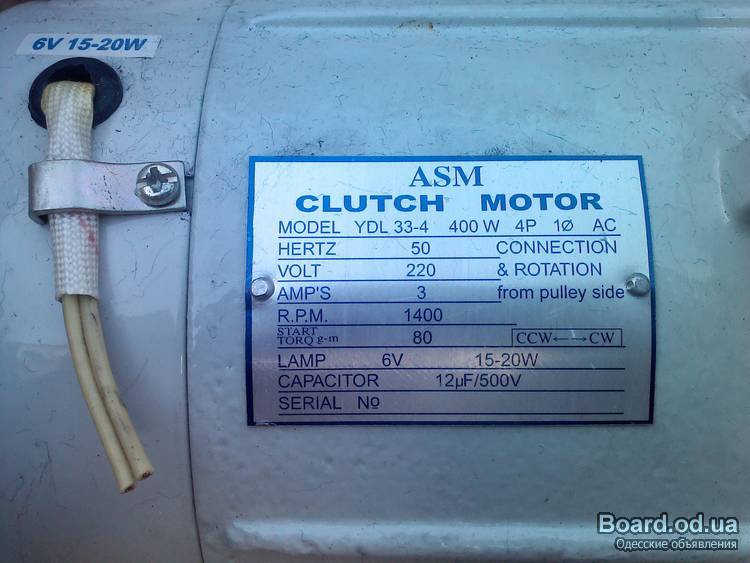 6V 15-20W
ASM
CLUTCH MOTOR
MODEL YDL 33-4 400 W 4P 1Ø AC
HERTZ 50 CONNECTION
VOLT 220 & ROTATION
AMP'S 3 from pulley side
R.P.M. 1400
START TORQ g-m 80 CCW←→CW
LAMP 6V 15-20W
CAPACITOR 12µF/500V
SERIAL Nº
Board.od.ua
Одесские объявления